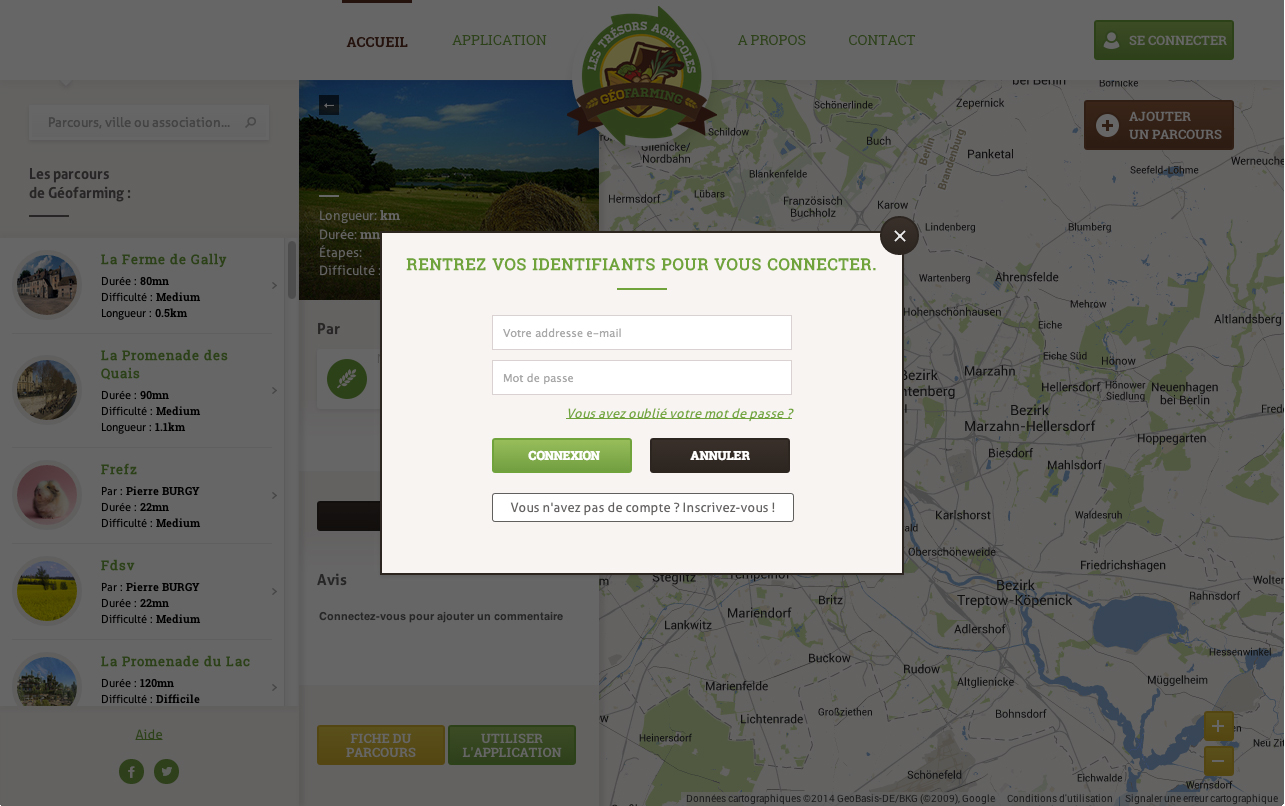 ACCUEIL
APPLICATION
LES TRÉSORS AGRICOLES
GÉOFARMING
A PROPOS
CONTACT
SE CONNECTER
Parcours, ville ou association...
Les parcours
de Géofarming :
La Ferme de Gally
Durée : 80mn
Difficulté : Medium
Longueur : 0.5km
La Promenade des
Quais
Durée : 90mn
Difficulté : Medium
Longueur : 1.1km
Frefz
Par : Pierre BURGY
Durée : 22mn
Difficulté : Medium
Fdsv
Par : Pierre BURGY
Durée : 22mn
Difficulté : Medium
La Promenade du Lac
Durée : 120mn
Difficulté : Difficile
Aide
←
Longueur: km
Durée: mn
Étapes:
Difficulté :
Par
Avis
Connectez-vous pour ajouter un commentaire
FICHE DU
PARCOURS
UTILISER
L'APPLICATION
RENTREZ VOS IDENTIFIANTS POUR VOUS CONNECTER.
Votre addresse e-mail
Mot de passe
Vous avez oublié votre mot de passe ?
CONNEXION
ANNULER
Vous n'avez pas de compte ? Inscrivez-vous !
AJOUTER
UN PARCOURS
bei Berlin
Bornicke
Schönerlinde
Zepernick
Schildow
Buch
Berlin
Brandenburg
Panketal
Werneuche
Seefeld-Löhme
Glienicke/
Nordbahn
Blankenfelde
Hermsdorf
Lübars
Französisch
Buchholz
Karow
Lindenberg
Blumberg
Wartenberg
Ahrensfelde
Mehrow
Hohenschönhausen
Eiche
Altlandsberg
Eiche Süd
Hönow
Bezirk
htenberg
Marzahn
Hellersdorf
Hönower
Siedlung
Neuenhagen
bei Berlin
Bezirk
Marzahn-Hellersdorf
Hoppegarten
Biesdorf
Mahlsdorf
Karlshorst
Waldesruh
ald
Oberschöneweide
Friedrichshagen
m
Steglitz
Tempelhof
Bezirk
Treptow-Köpenick
Wolter
Rahnsdorf
Britz
Mariendorf
Lankwitz
Adlershof
Hessenwinkel
Buckow
Rudow
Altglienicke
Müggelheim
Marienfelde
Großziethen
Lichtenrade
Bohnsdorf
w
Heinersdorf
en
Neu Zit
Schönefeld
Eichwalde
Wernsdorf
Données cartographiques ©2014 GeoBasis-DE/BKG (©2009), Google
Conditions d'utilisation
Signaler une erreur cartographique